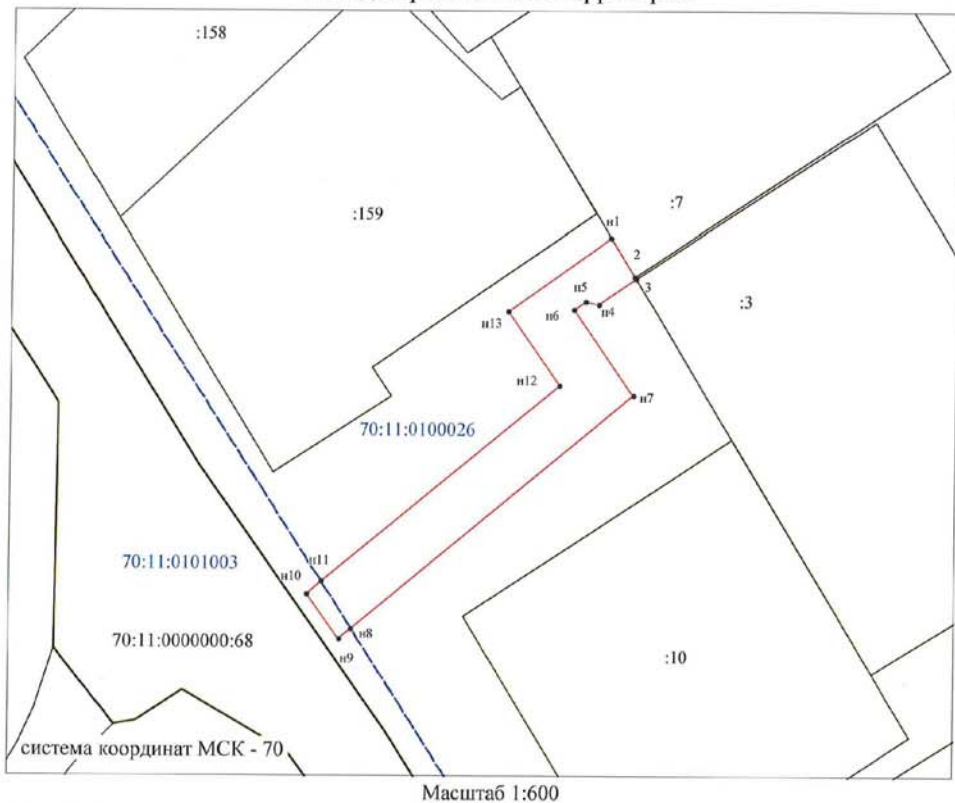 :158
:159
:7
н1
2
3
:3
н5
н4
н6
н13
н12
н7
70:11:0100026
70:11:0101003
н11
н10
н8
н9
70:11:0000000:68
:10
система координат МСК - 70
Масштаб 1:600